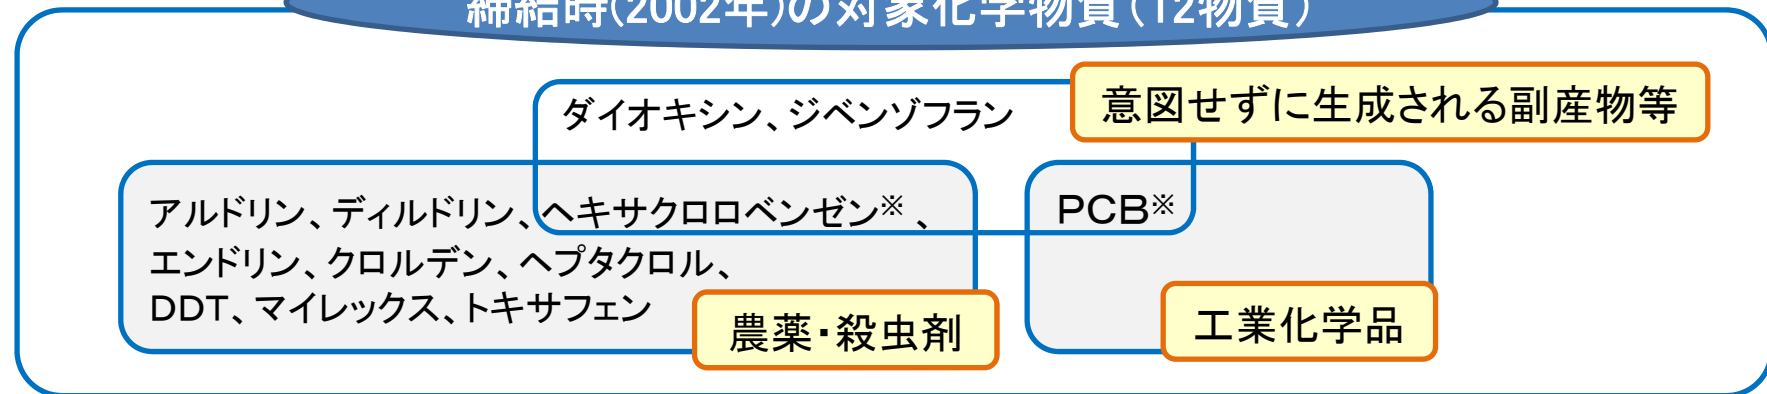 締結時(2002年)の対象化学物質(12物質)
ダイオキシン、ジベンゾフラン
意図せずに生成される副産物等
アルドリン、ディルドリン、ヘキサクロロベンゼン※、
エンドリン、クロルデン、ヘプタクロル、
DDT、マイレックス、トキサフェン
農薬・殺虫剤
PCB※
工業化学品